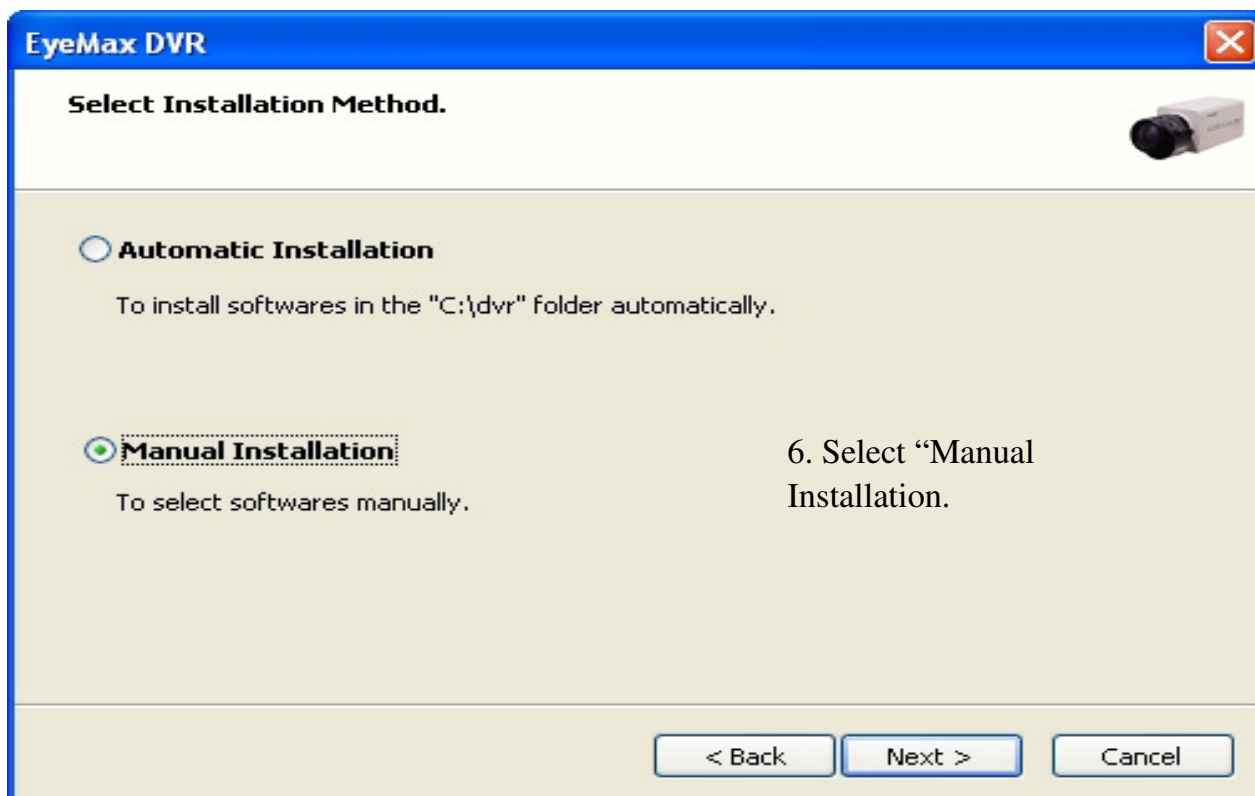 EyeMax DVR
Select Installation Method.
Automatic Installation
To install softwares in the "C:\dvr" folder automatically.
Manual Installation
To select softwares manually.
6. Select “Manual
Installation.
< Back
Next >
Cancel